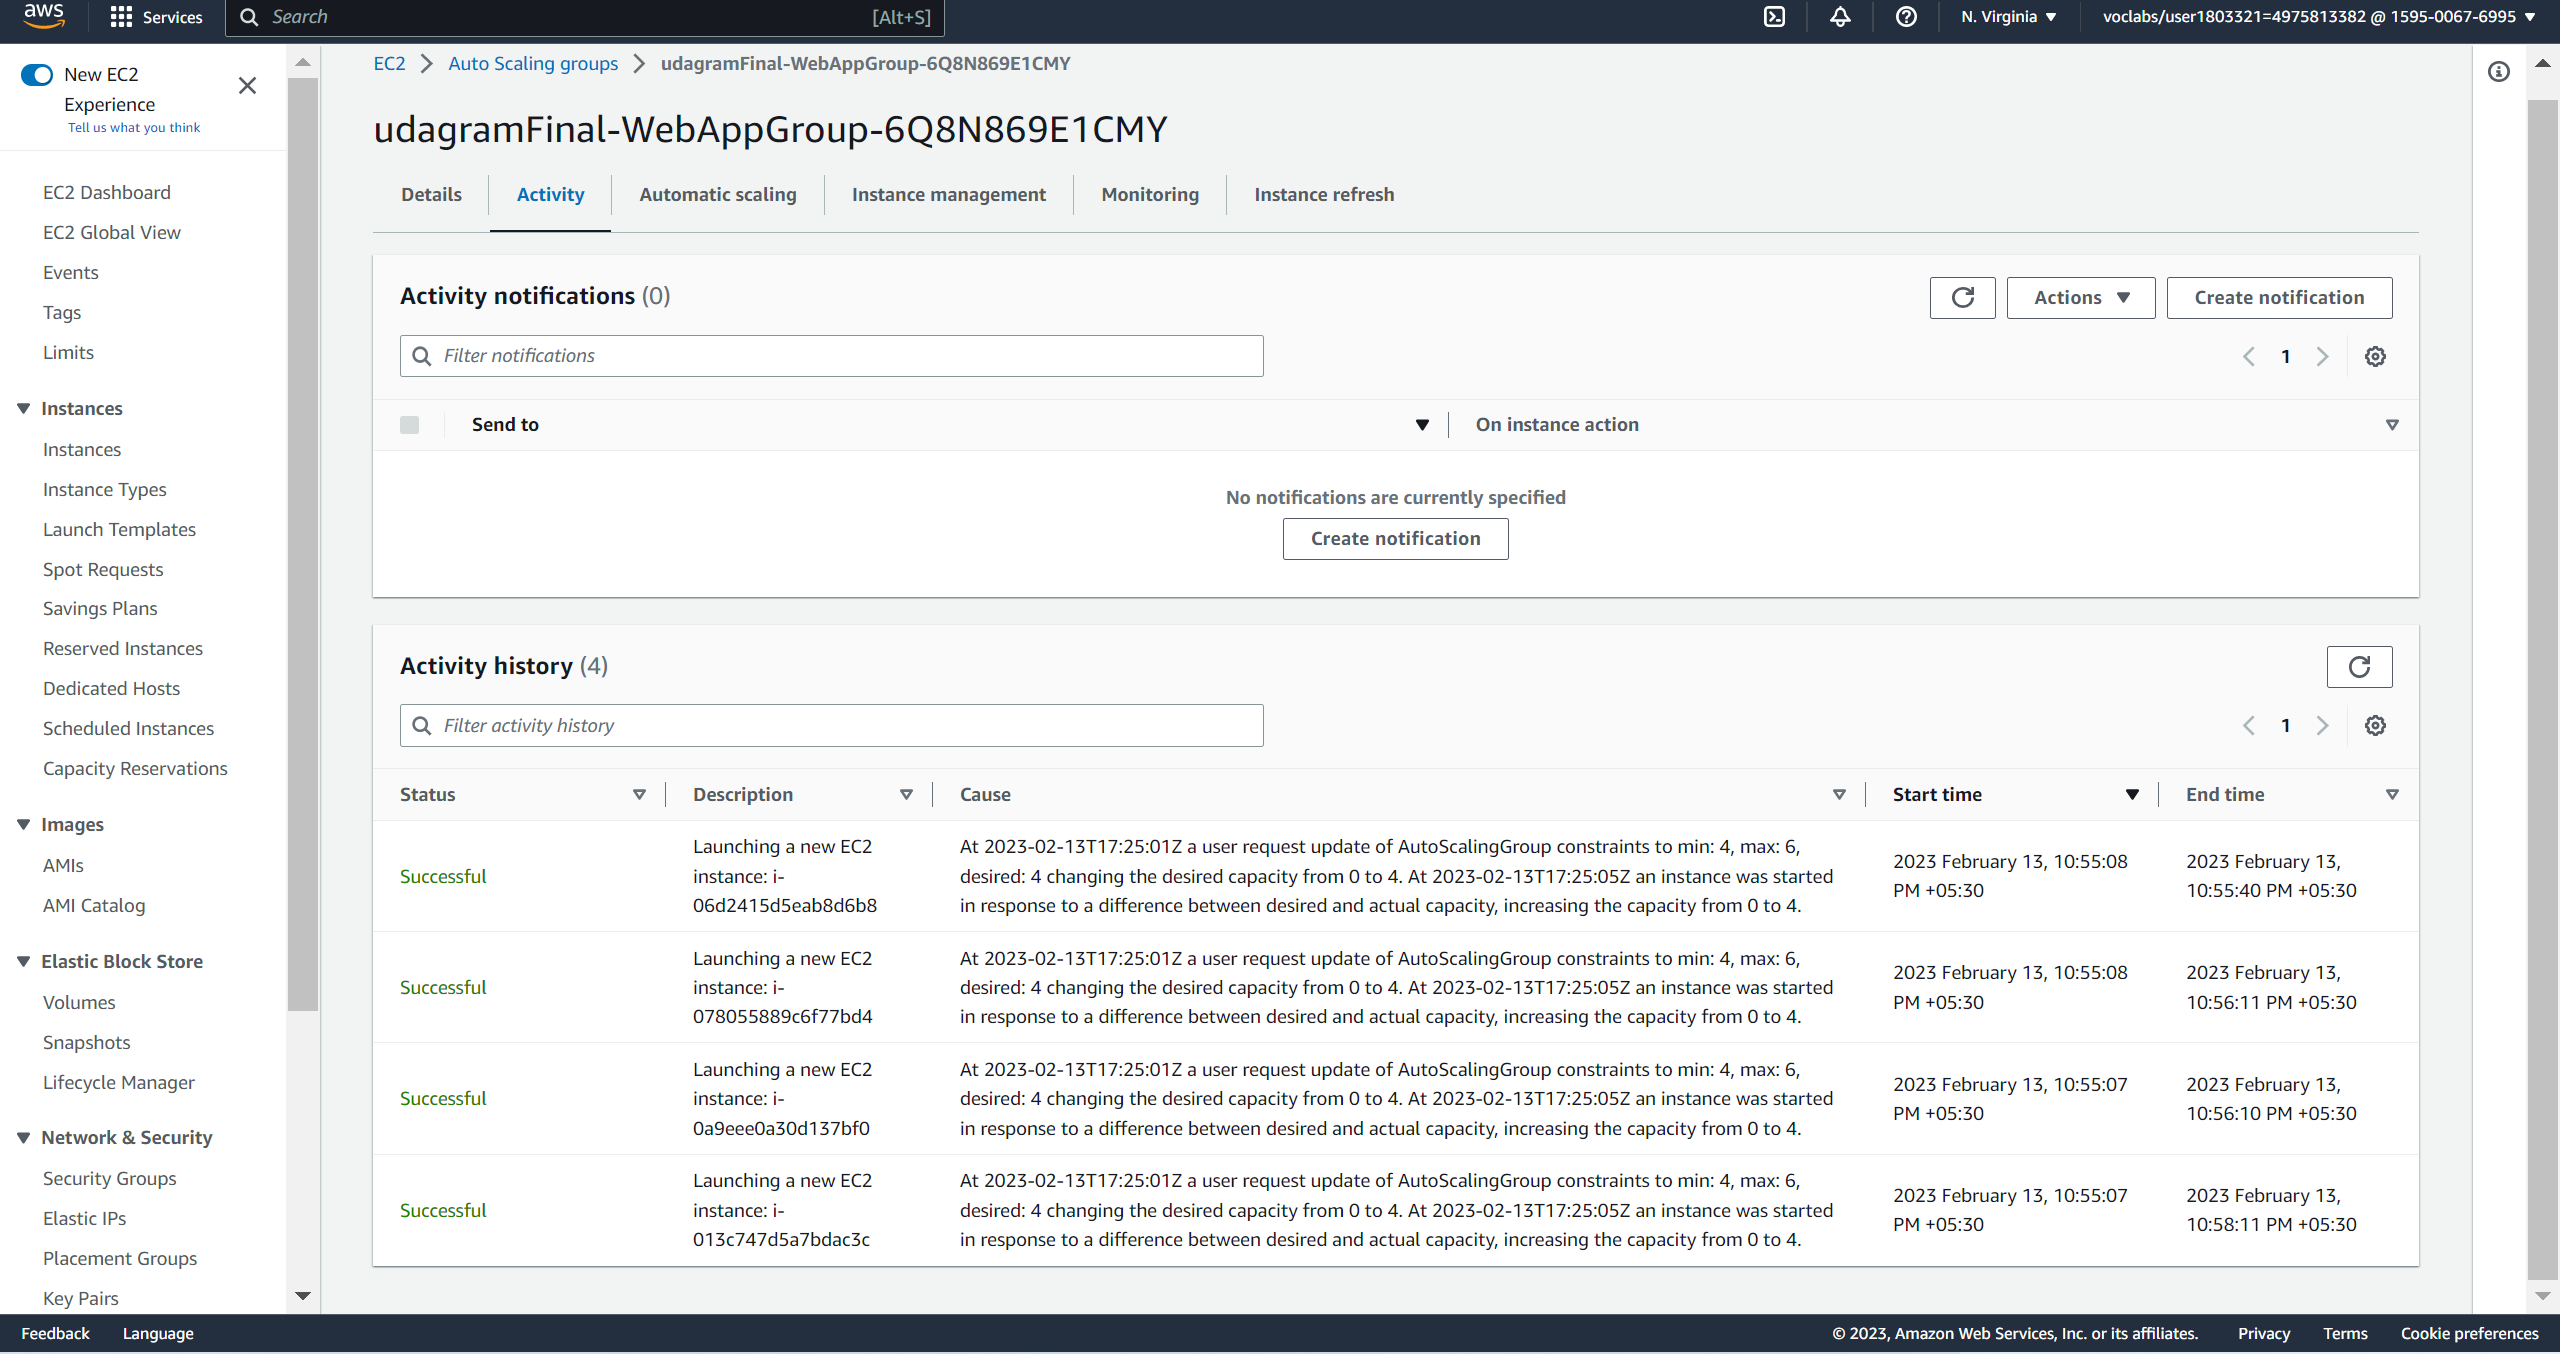 aws
Services
Search
[Alt+S]
N. Virginia
voclabs/user1803321=4975813382 @ 1595-0067-6995
New EC2
Experience
Tell us what you think
EC2 Dashboard
EC2 Global View
Events
Tags
Limits
Instances
Instances
Instance Types
Launch Templates
Spot Requests
Savings Plans
Reserved Instances
Dedicated Hosts
Scheduled Instances
Capacity Reservations
Images
AMIs
AMI Catalog
Elastic Block Store
Volumes
Snapshots
Lifecycle Manager
Network & Security
Security Groups
Elastic IPs
Placement Groups
Key Pairs
EC2 > Auto Scaling groups > udagramFinal-WebAppGroup-6Q8N869E1CMY
udagramFinal-WebAppGroup-6Q8N869E1CMY
Details
Activity
Automatic scaling
Instance management
Monitoring
Instance refresh
Activity notifications (0)
Actions
Create notification
Filter notifications
1
Send to
On instance action
No notifications are currently specified
Create notification
Activity history (4)
Filter activity history
1
Status
Description
Cause
Start time
End time
Successful
Launching a new EC2
instance: i-
06d2415d5eab8d6b8
At 2023-02-13T17:25:01Z a user request update of AutoScalingGroup constraints to min: 4, max: 6,
desired: 4 changing the desired capacity from 0 to 4. At 2023-02-13T17:25:05Z an instance was started
in response to a difference between desired and actual capacity, increasing the capacity from 0 to 4.
2023 February 13, 10:55:08
PM +05:30
2023 February 13,
10:55:40 PM +05:30
Successful
Launching a new EC2
instance: i-
078055889c6f77bd4
At 2023-02-13T17:25:01Z a user request update of AutoScalingGroup constraints to min: 4, max: 6,
desired: 4 changing the desired capacity from 0 to 4. At 2023-02-13T17:25:05Z an instance was started
in response to a difference between desired and actual capacity, increasing the capacity from 0 to 4.
2023 February 13, 10:55:08
PM +05:30
2023 February 13,
10:56:11 PM +05:30
Successful
Launching a new EC2
instance: i-
0a9eee0a30d137bf0
At 2023-02-13T17:25:01Z a user request update of AutoScalingGroup constraints to min: 4, max: 6,
desired: 4 changing the desired capacity from 0 to 4. At 2023-02-13T17:25:05Z an instance was started
in response to a difference between desired and actual capacity, increasing the capacity from 0 to 4.
2023 February 13, 10:55:07
PM +05:30
2023 February 13,
10:56:10 PM +05:30
Successful
Launching a new EC2
instance: i-
013c747d5a7bdac3c
At 2023-02-13T17:25:01Z a user request update of AutoScalingGroup constraints to min: 4, max: 6,
desired: 4 changing the desired capacity from 0 to 4. At 2023-02-13T17:25:05Z an instance was started
in response to a difference between desired and actual capacity, increasing the capacity from 0 to 4.
2023 February 13, 10:55:07
PM +05:30
2023 February 13,
10:58:11 PM +05:30
Feedback
Language
© 2023, Amazon Web Services, Inc. or its affiliates.
Privacy
Terms
Cookie preferences